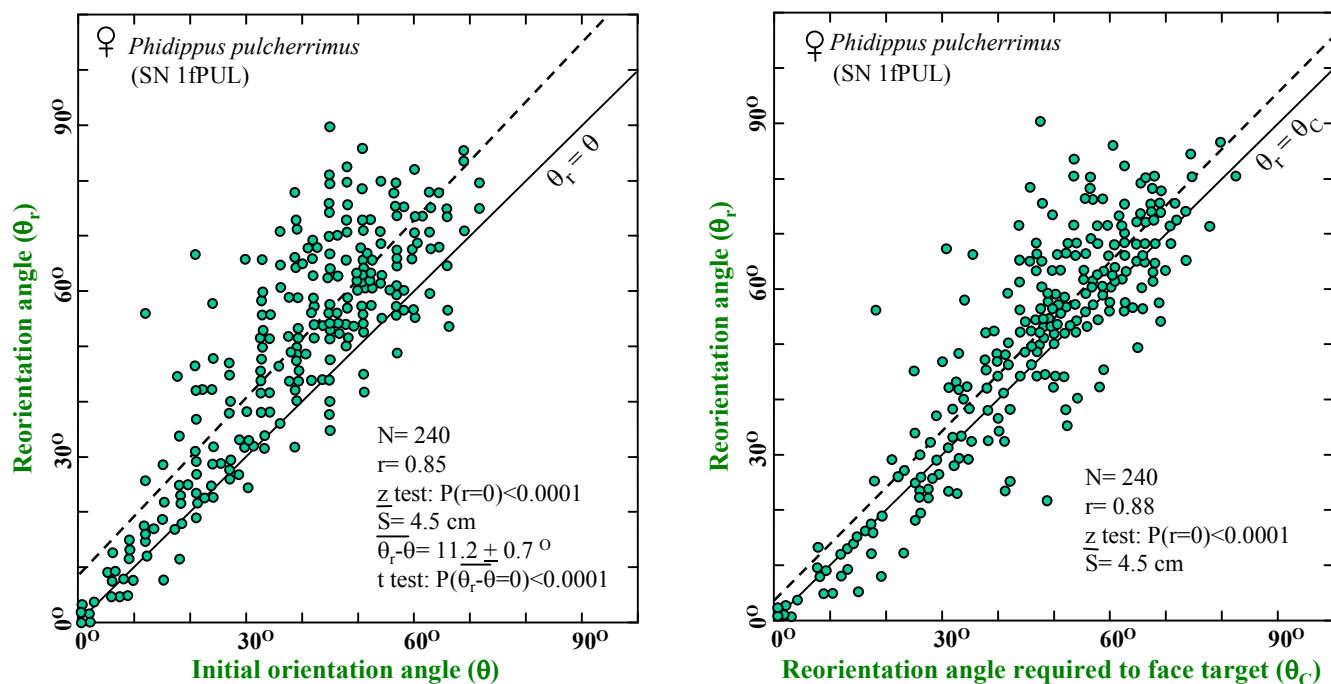 ♀ Phidippus pulcherrimus
(SN 1fPUL)
90°
60°
30°
0°
Reorientation angle (θr)
θr = θ
N= 240
r= 0.85
z test: P(r=0)<0.0001
S= 4.5 cm
θr-θ= 11.2 ± 0.7 °
t test: P(θr-θ=0)<0.0001
0° 30° 60° 90°
Initial orientation angle (θ)
♀ Phidippus pulcherrimus
(SN 1fPUL)
90°
60°
30°
0°
Reorientation angle (θr)
θr = θC
N= 240
r= 0.88
z test: P(r=0)<0.0001
S= 4.5 cm
0° 30° 60° 90°
Reorientation angle required to face target (θC)